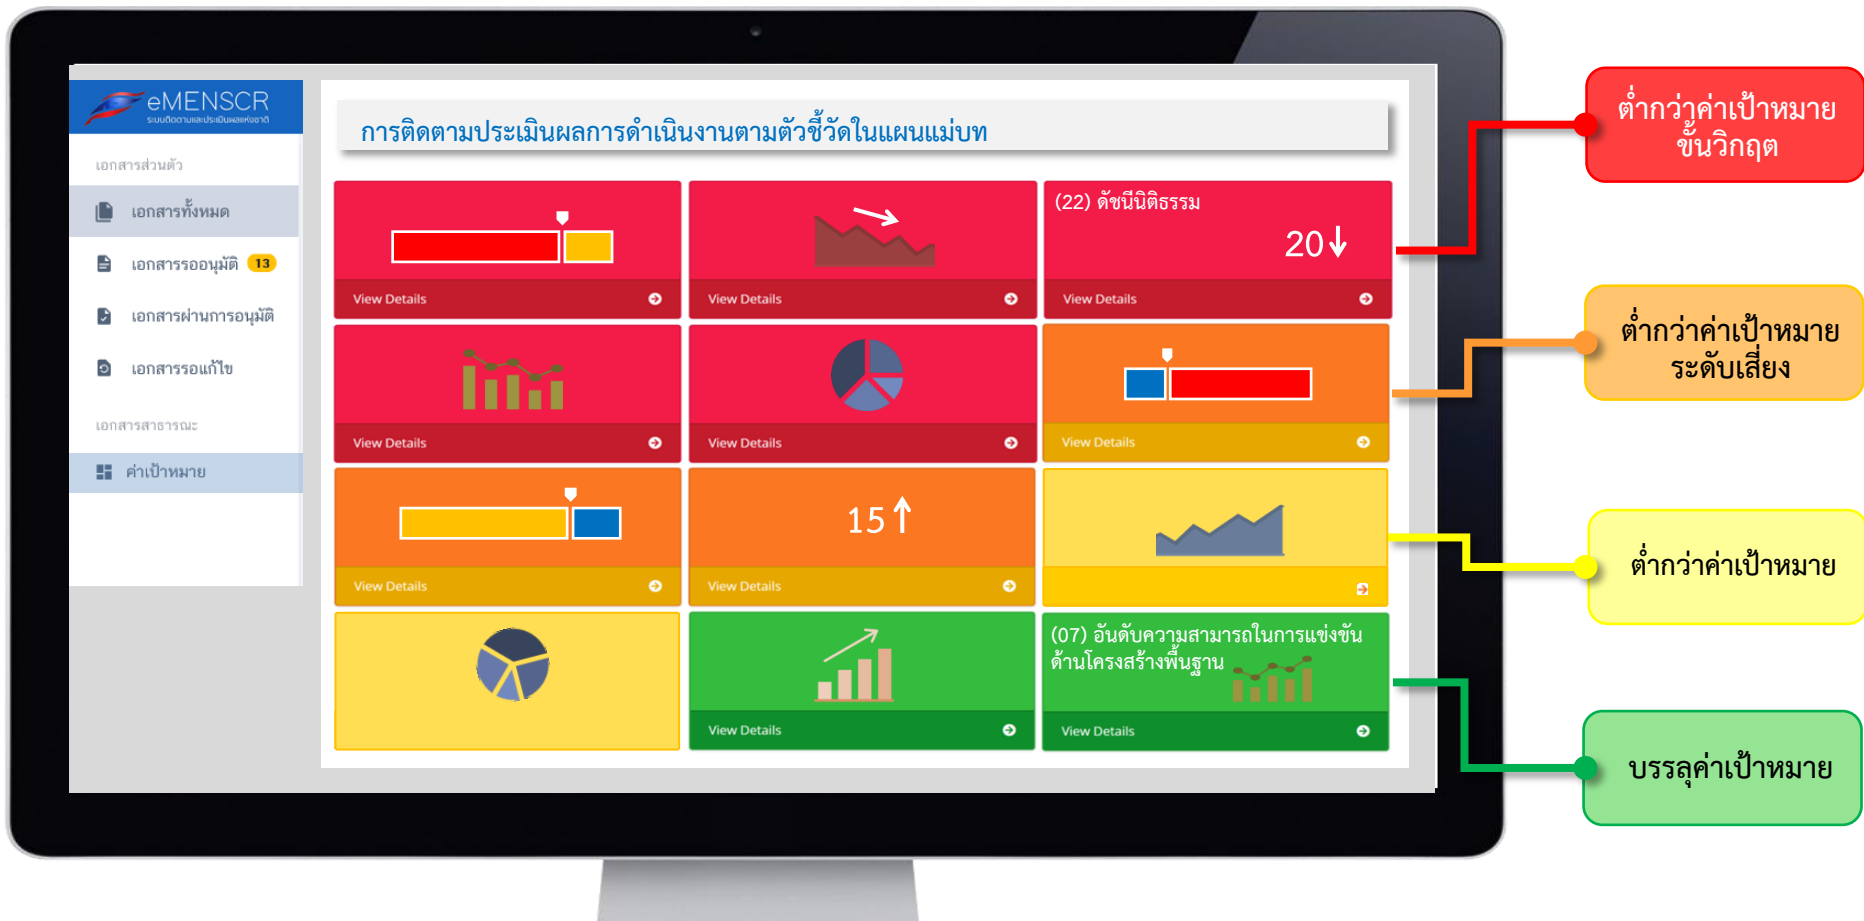 eMENSCR
ระบบติดตามและประเมินผลแห่งชาติ
เอกสารส่วนตัว
เอกสารทั้งหมด
เอกสารรออนุมัติ 13
เอกสารผ่านการอนุมัติ
เอกสารรอแก้ไข
เอกสารสาธารณะ
ค่าเป้าหมาย
การติดตามประเมินผลการดำเนินงานตามตัวชี้วัดในแผนแม่บท
View Details
View Details
(22) ดัชนีนิติธรรม
20
View Details
View Details
View Details
View Details
View Details
15
View Details
View Details
(07) อันดับความสามารถในการแข่งขัน
ด้านโครงสร้างพื้นฐาน
View Details
ต่ำกว่าค่าเป้าหมาย
ขั้นวิกฤต
ต่ำกว่าค่าเป้าหมาย
ระดับเสี่ยง
ต่ำกว่าค่าเป้าหมาย
บรรลุค่าเป้าหมาย